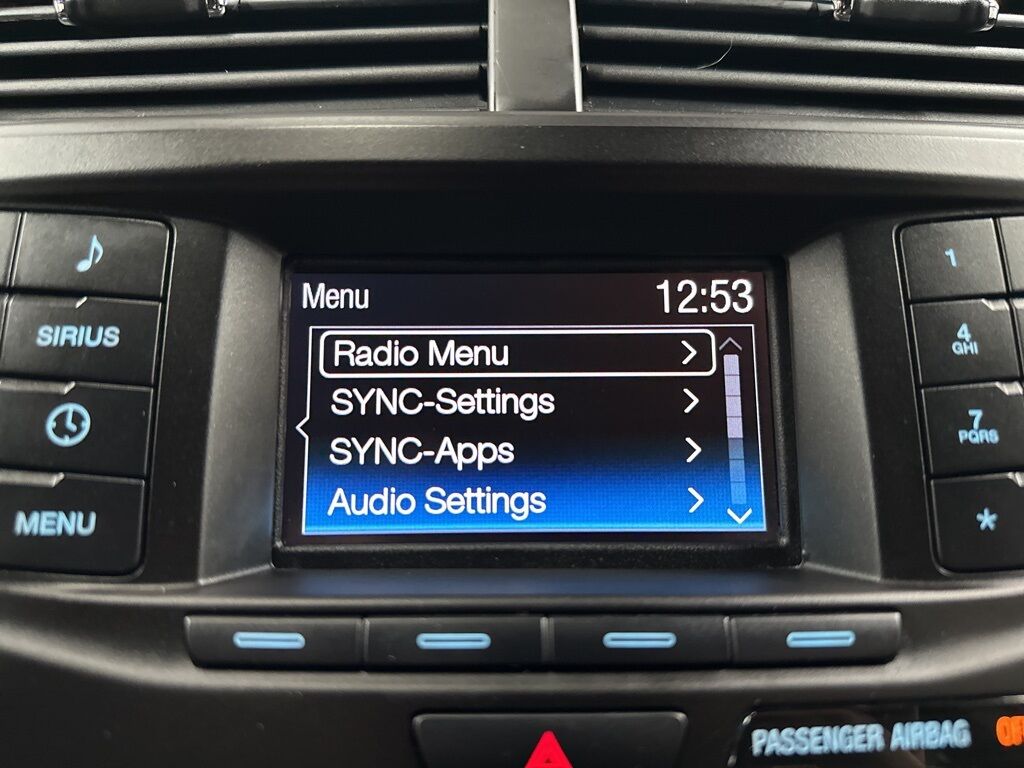 Menu 12:53
Radio Menu
SYNC-Settings
SYNC-Apps
Audio Settings
SIRIUS
MENU
1
4
GHI
7
PQRS
*
PASSENGER AIRBAG